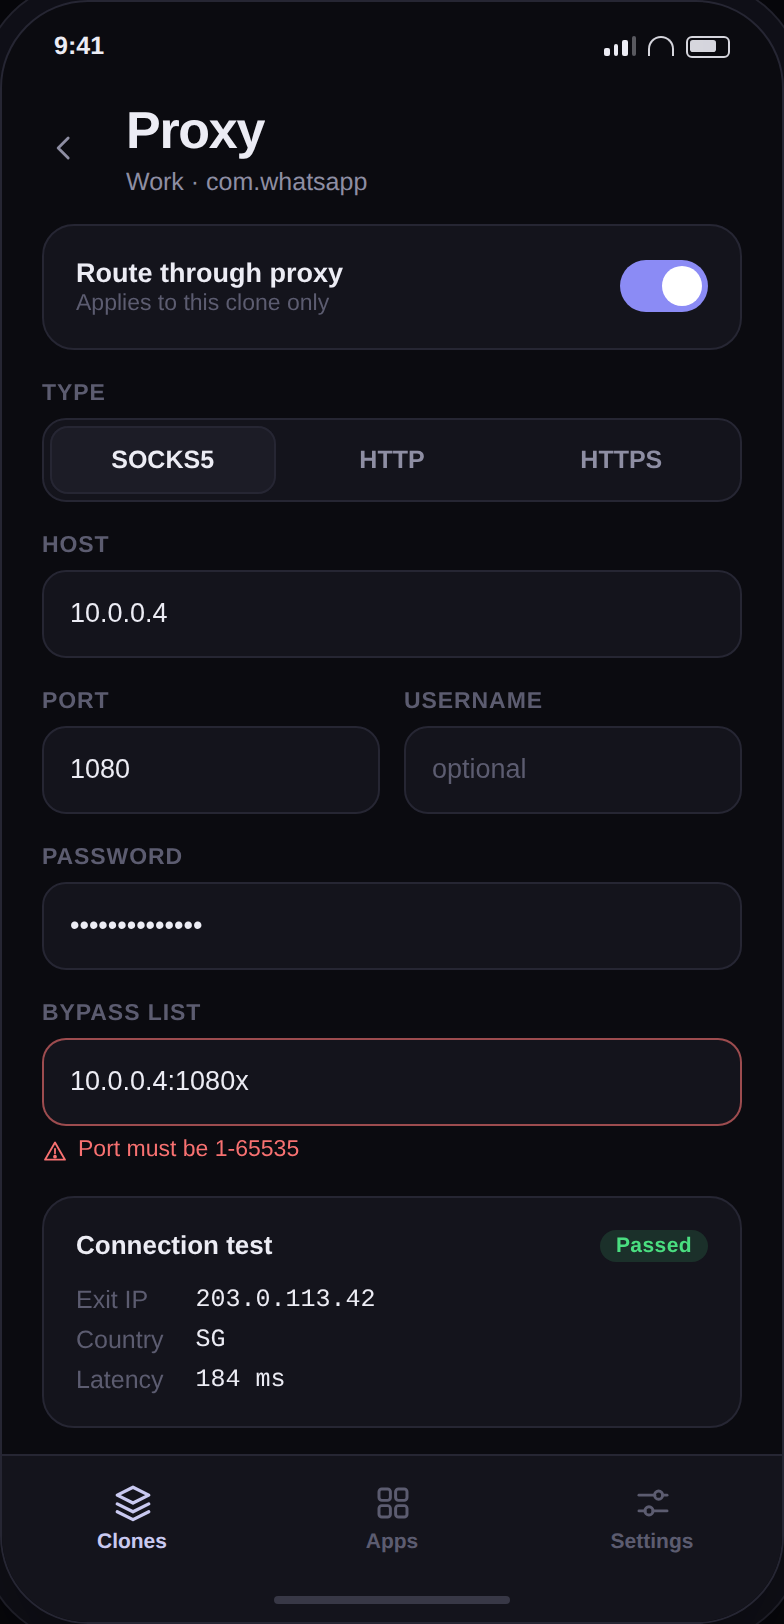 9:41
Proxy
Work · com.whatsapp
Route through proxy
Applies to this clone only
TYPE
SOCKS5 HTTP HTTPS
HOST
10.0.0.4
PORT USERNAME
1080 optional
PASSWORD
••••••••••••••
BYPASS LIST
10.0.0.4:1080x
Port must be 1-65535
Connection test Passed
Exit IP 203.0.113.42
Country SG
Latency 184 ms
Clones Apps Settings